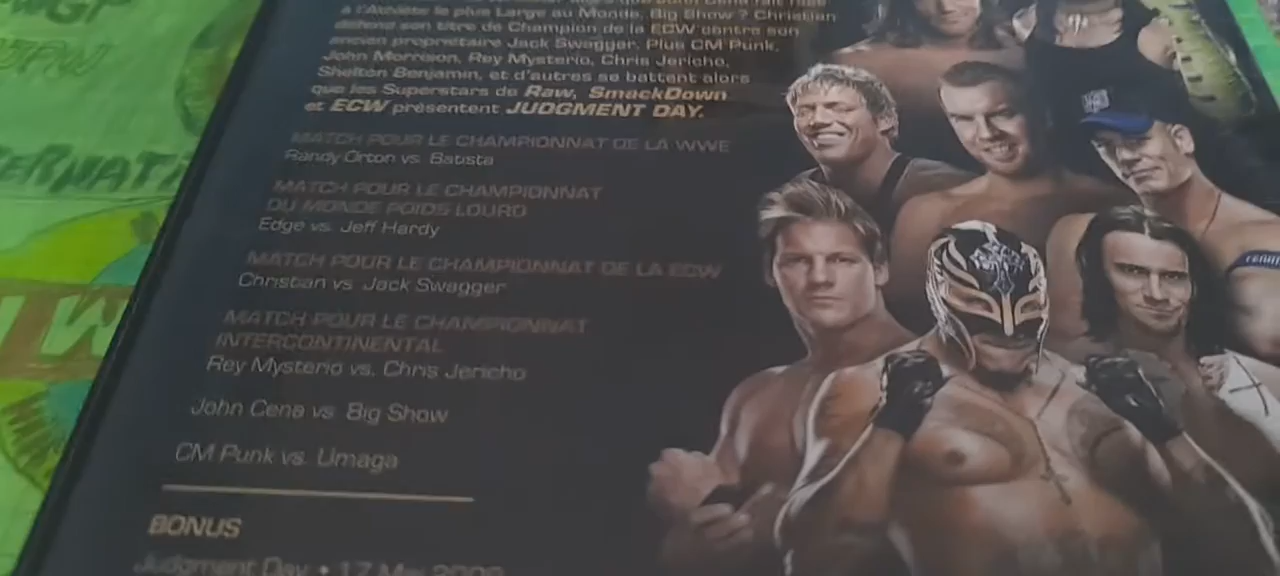 à l'Athlète le plus Large au Monde, Big Show ? Christian
défend son titre de Champion de la ECW contre son
ancien propriétaire Jack Swagger. Plus CM Punk,
John Morrison, Rey Mysterio, Chris Jericho,
Shelton Benjamin, et d'autres se battent alors
que les Superstars de Raw, SmackDown
et ECW présentent JUDGMENT DAY.
MATCH POUR LE CHAMPIONNAT DE LA WWE
Randy Orton vs. Batista
MATCH POUR LE CHAMPIONNAT
DU MONDE POIDS LOURD
Edge vs. Jeff Hardy
MATCH POUR LE CHAMPIONNAT DE LA ECW
Christian vs. Jack Swagger
MATCH POUR LE CHAMPIONNAT
INTERCONTINENTAL
Rey Mysterio vs. Chris Jericho
John Cena vs. Big Show
CM Punk vs. Umaga
BONUS
Judgment Day • 17 Mai 2009